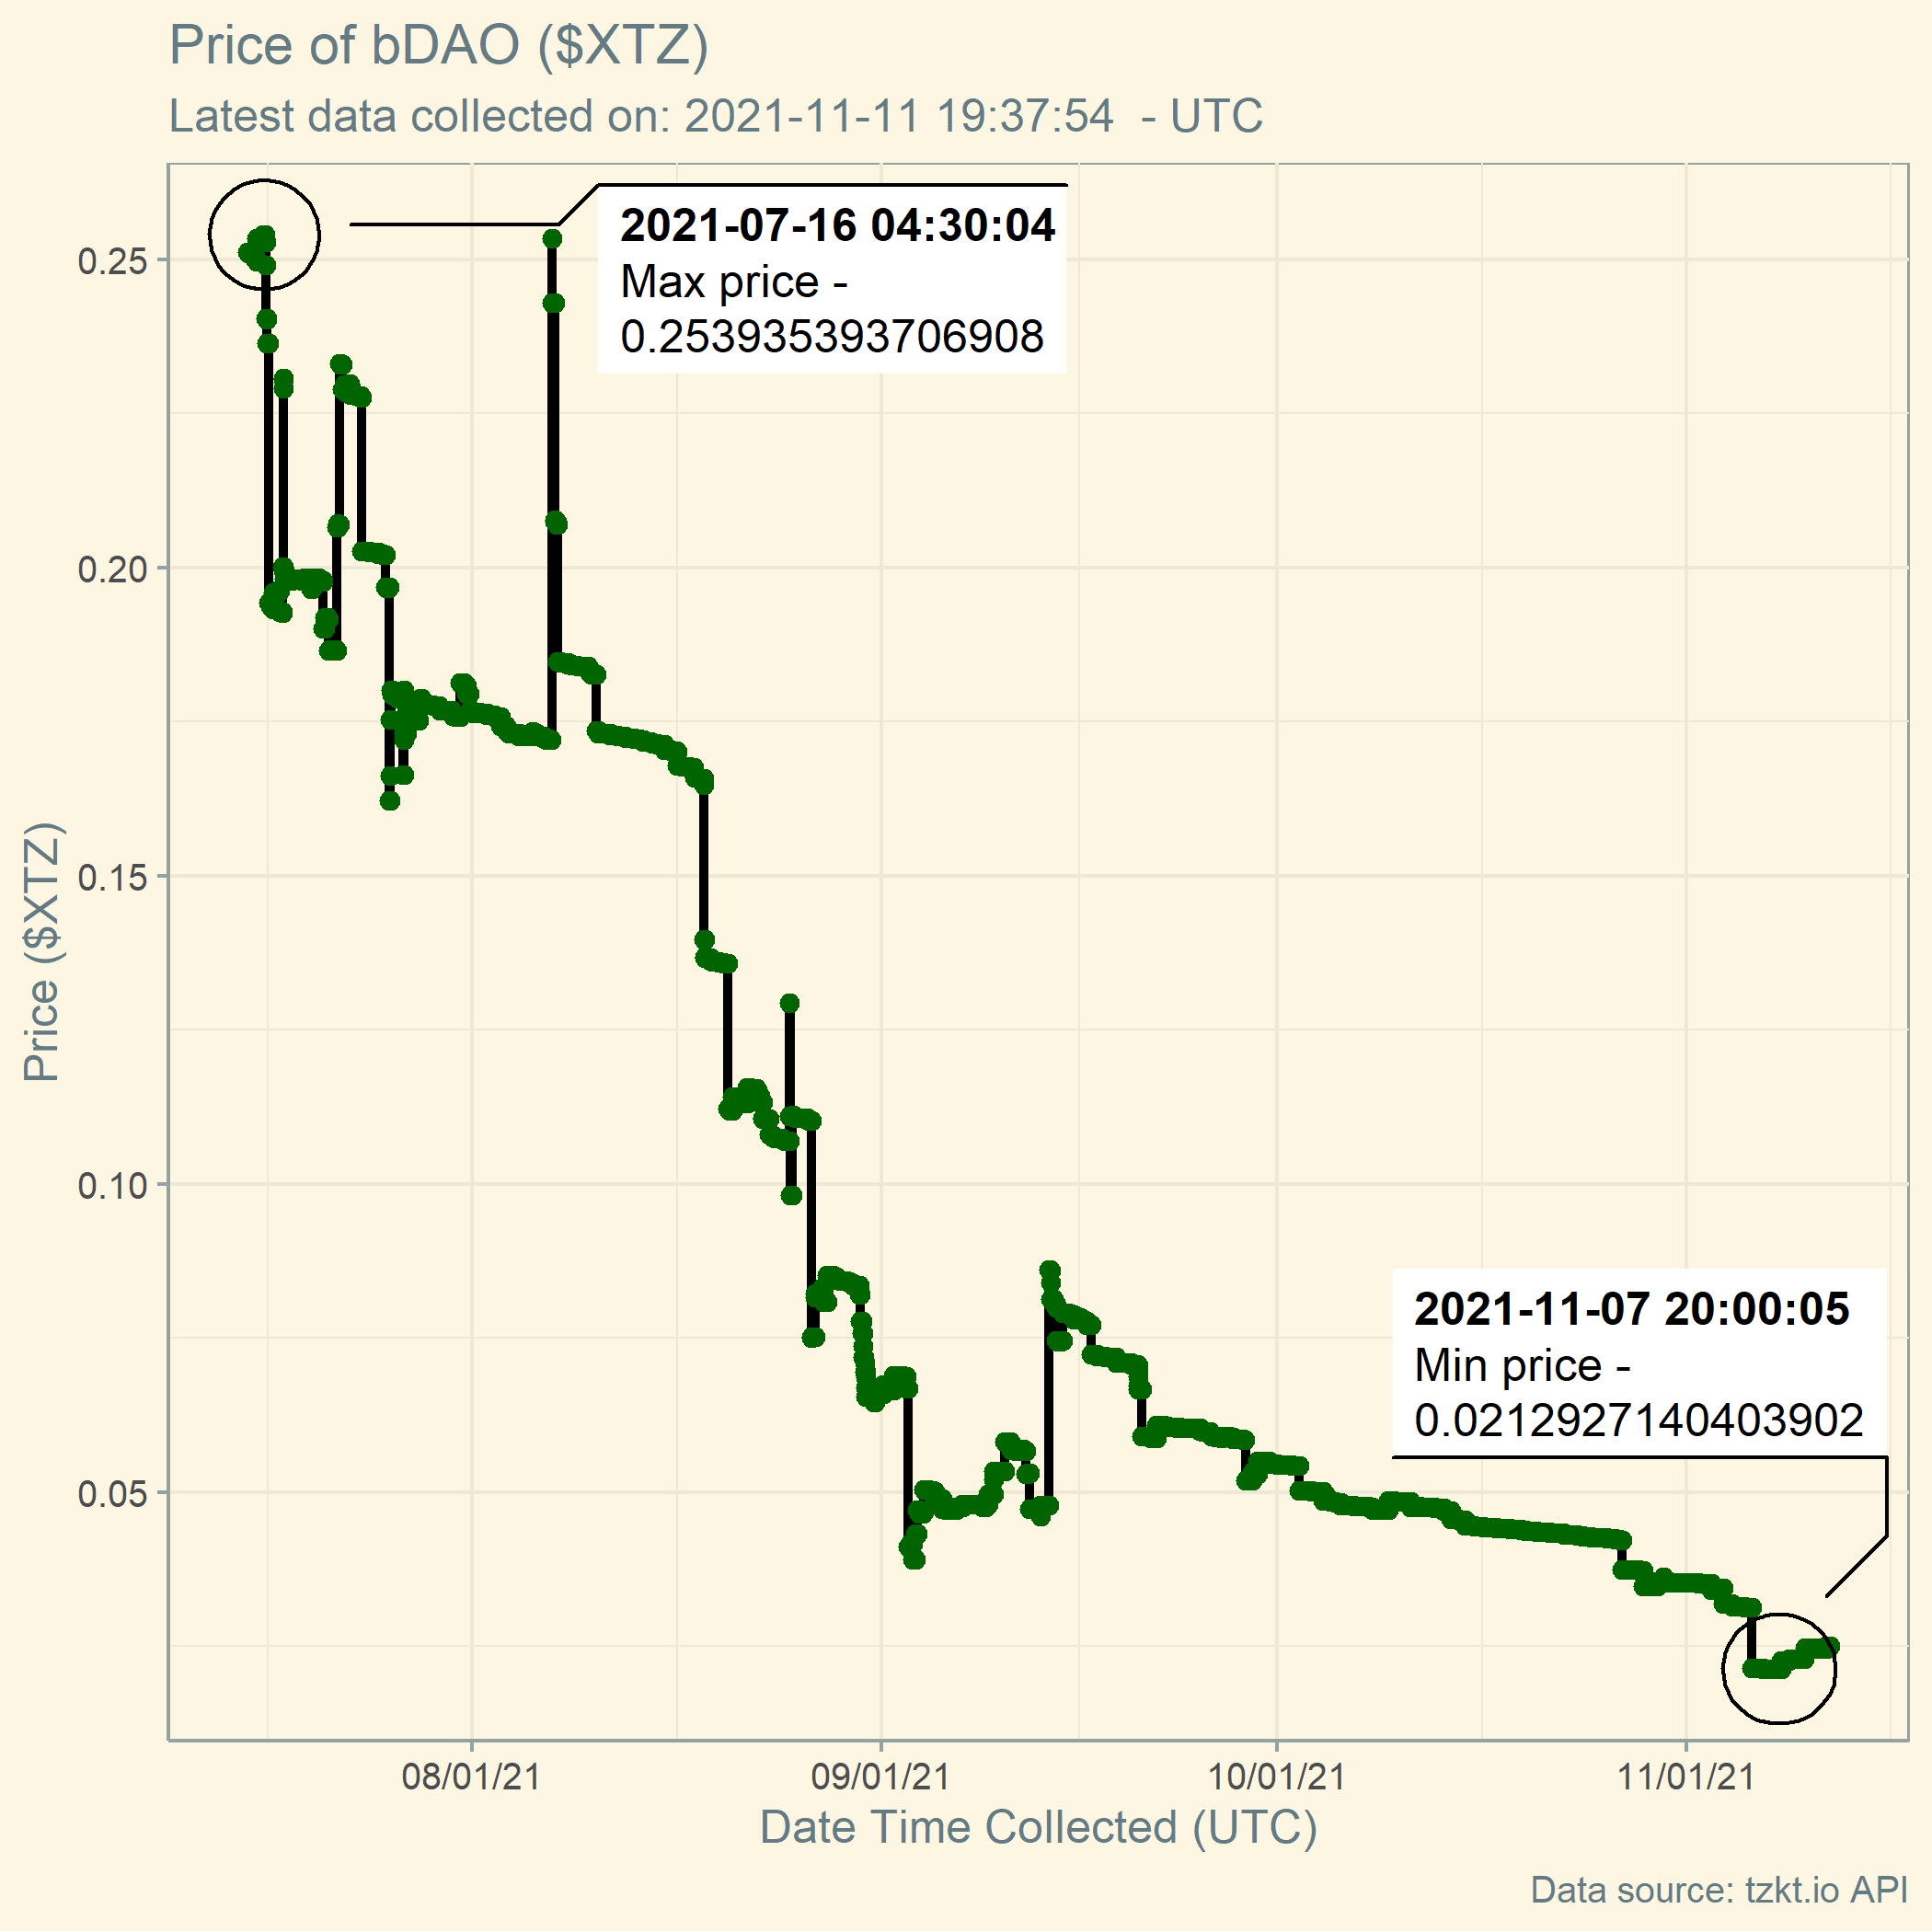 Price of bDAO ($XTZ)
Latest data collected on: 2021-11-11 19:37:54  - UTC
2021-07-16 04:30:04
Max price -
0.253935393706908
0.25
0.20
0.15
0.10
0.05
Price ($XTZ)
2021-11-07 20:00:05
Min price -
0.0212927140403902
08/01/21
09/01/21
10/01/21
11/01/21
Date Time Collected (UTC)
Data source: tzkt.io API